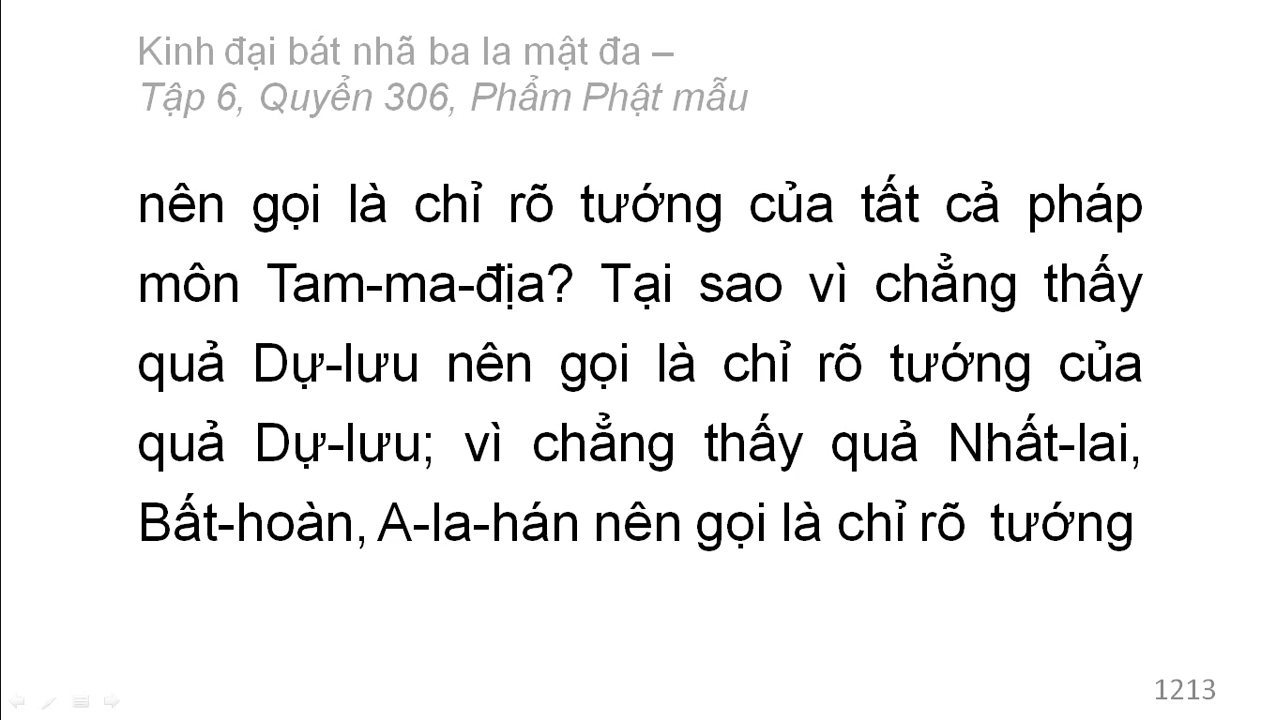 Kinh đại bát nhã ba la mật đa –
Tập 6, Quyển 306, Phẩm Phật mẫu
nên gọi là chỉ rõ tướng của tất cả pháp
môn Tam-ma-địa? Tại sao vì chẳng thấy
quả Dự-lưu nên gọi là chỉ rõ tướng của
quả Dự-lưu; vì chẳng thấy quả Nhất-lai,
Bất-hoàn, A-la-hán nên gọi là chỉ rõ tướng
1213